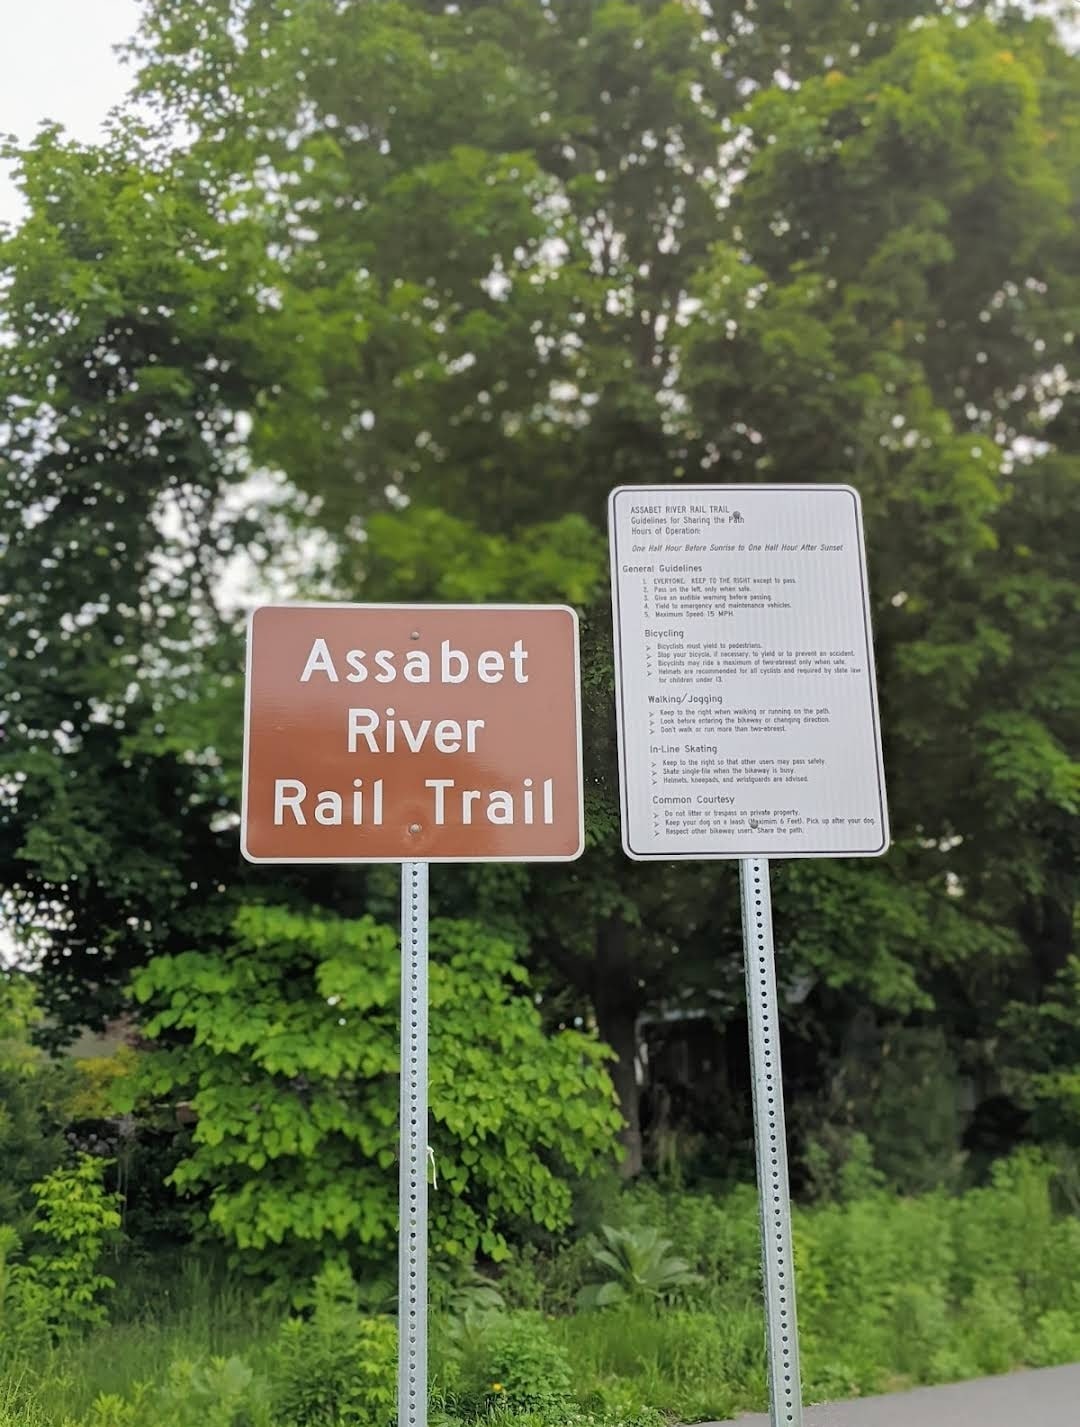 Assabet
River
Rail Trail
ASSABET RIVER RAIL TRAIL
Guidelines for Sharing the Path
Hours of Operation:
One Half Hour Before Sunrise to One Half Hour After Sunset
General Guidelines
1. EVERYONE: KEEP TO THE RIGHT except to pass.
2. Pass on the left, only when safe.
3. Give an audible warning before passing.
4. Yield to emergency and maintenance vehicles.
5. Maximum Speed: 15 MPH.
Bicycling
➢ Bicyclists must yield to pedestrians.
➢ Stop your bicycle, if necessary, to yield or to prevent an accident.
➢ Bicyclists may ride a maximum of two-abreast only when safe.
➢ Helmets are recommended for all cyclists and required by state law
for children under 13.
Walking/Jogging
➢ Keep to the right when walking or running on the path.
➢ Look before entering the bikeway or changing direction.
➢ Don't walk or run more than two-abreast.
In-Line Skating
➢ Keep to the right so that other users may pass safely.
➢ Skate single-file when the bikeway is busy.
➢ Helmets, kneepads, and wristguards are advised.
Common Courtesy
➢ Do not litter or trespass on private property.
➢ Keep your dog on a leash (Maximim 6 Feet). Pick up after your dog.
➢ Respect other bikeway users. Share the path.